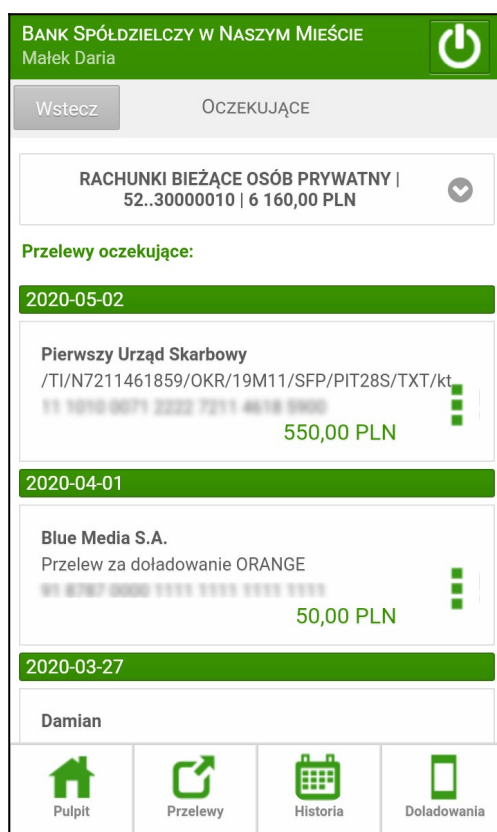 BANK SPÓŁDZIELCZY W NASZYM MIEŚCIE
Małek Daria
Wstecz
OCZEKUJĄCE
RACHUNKI BIEŻĄCE OSÓB PRYWATNY |
52..30000010 | 6 160,00 PLN
Przelewy oczekujące:
2020-05-02
Pierwszy Urząd Skarbowy
/TI/N7211461859/OKR/19M11/SFP/PIT28S/TXT/kt
550,00 PLN
2020-04-01
Blue Media S.A.
Przelew za doładowanie ORANGE
50,00 PLN
2020-03-27
Damian
Pulpit
Przelewy
Historia
Doladowania